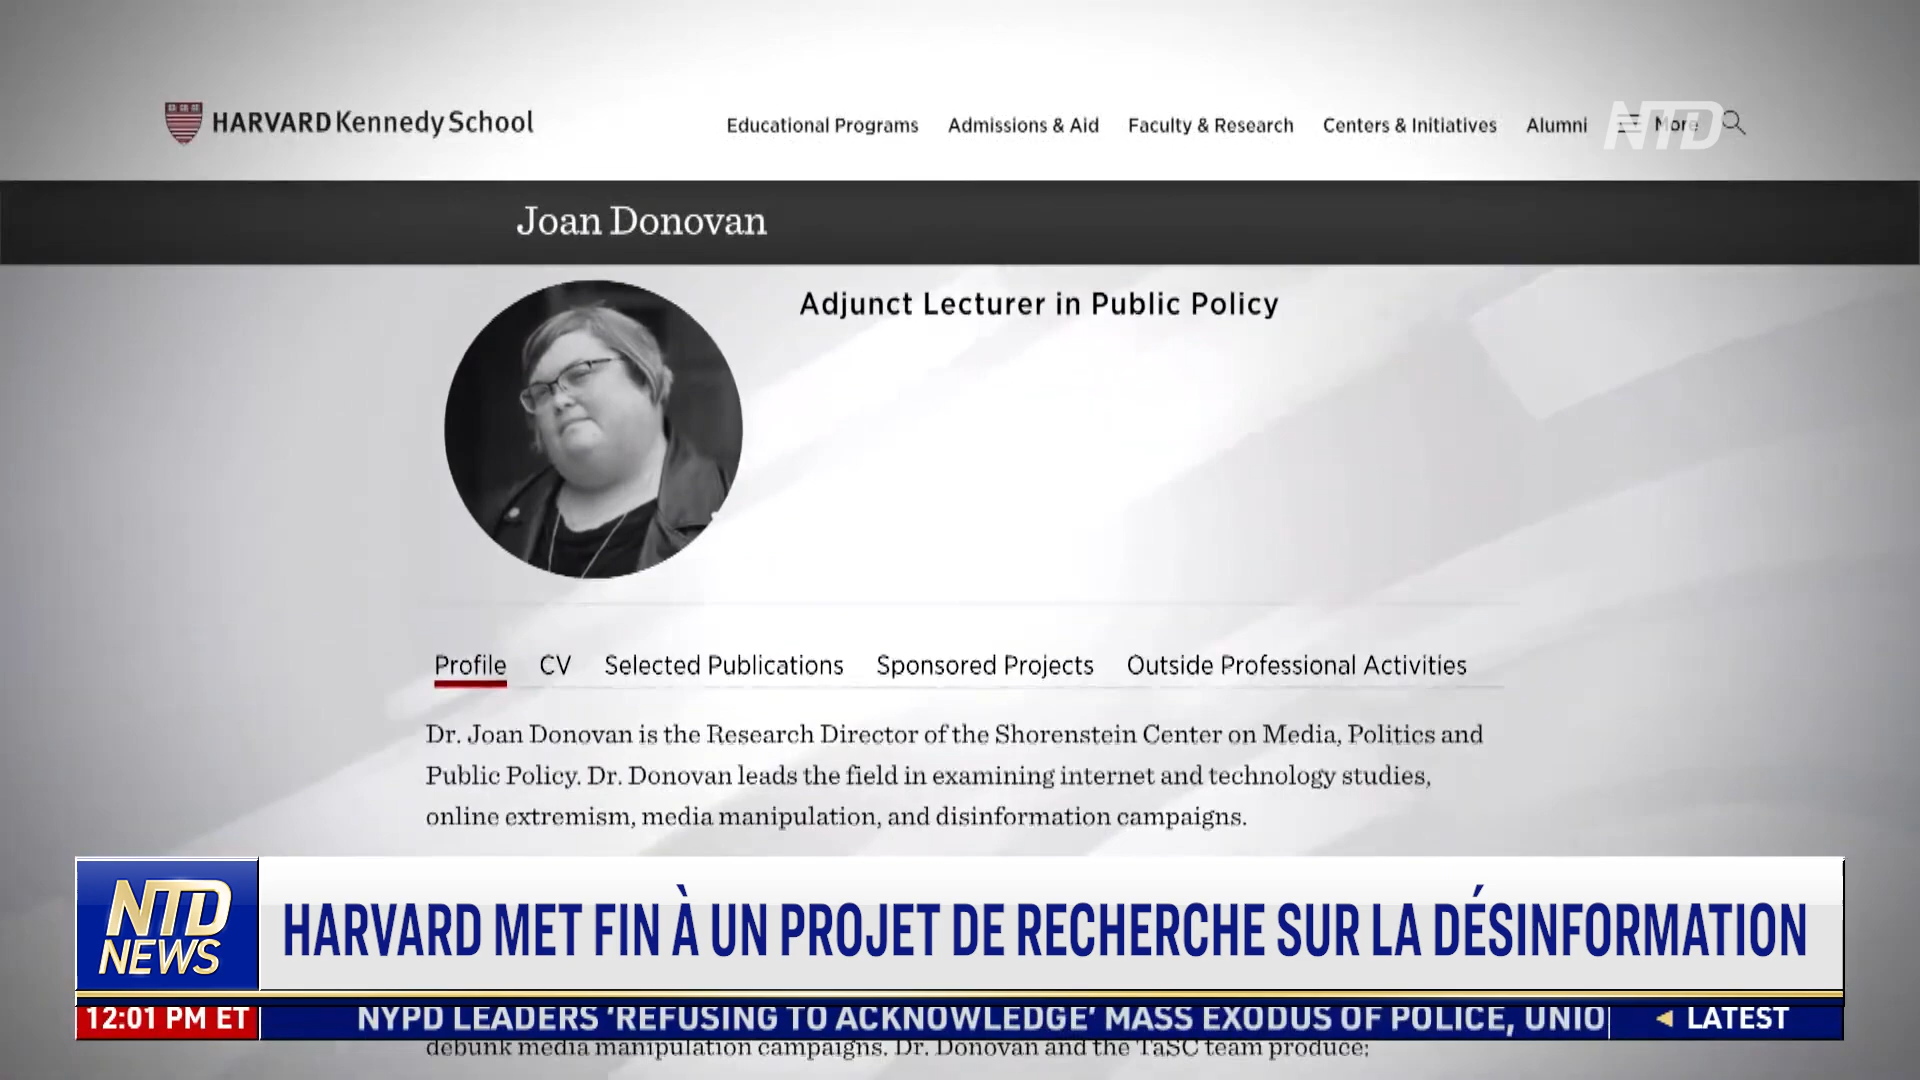 HARVARD Kennedy School
Educational Programs Admissions & Aid Faculty & Research Centers & Initiatives Alumni More
NTD
Joan Donovan
Adjunct Lecturer in Public Policy
Profile CV Selected Publications Sponsored Projects Outside Professional Activities
Dr. Joan Donovan is the Research Director of the Shorenstein Center on Media, Politics and
Public Policy. Dr. Donovan leads the field in examining internet and technology studies,
online extremism, media manipulation, and disinformation campaigns.
NTD
NEWS
HARVARD MET FIN À UN PROJET DE RECHERCHE SUR LA DÉSINFORMATION
12:01 PM ET NYPD LEADERS 'REFUSING TO ACKNOWLEDGE' MASS EXODUS OF POLICE, UNIO LATEST
debunk media manipulation campaigns. Dr. Donovan and the TaSC team produce: